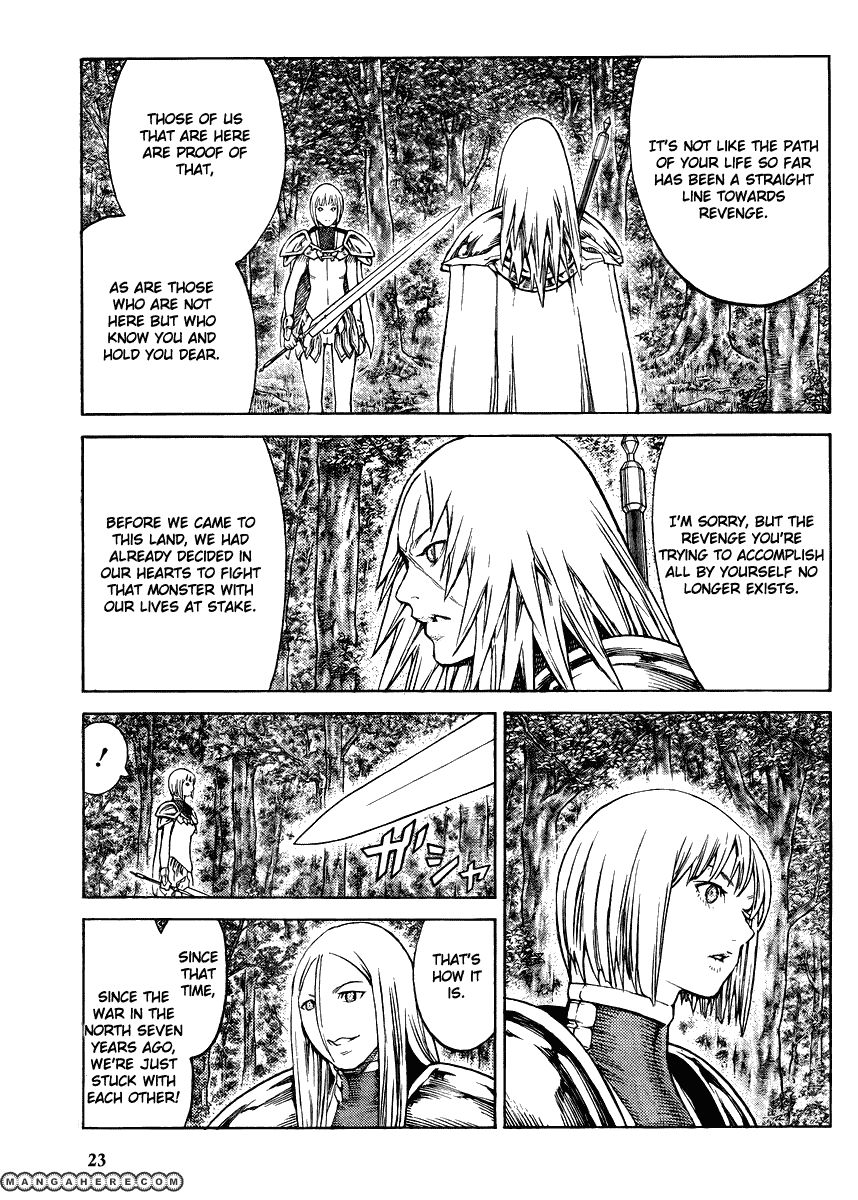 IT'S NOT LIKE THE PATH
OF YOUR LIFE SO FAR
HAS BEEN A STRAIGHT
LINE TOWARDS
REVENGE.
THOSE OF US
THAT ARE HERE
ARE PROOF OF
THAT,
AS ARE THOSE
WHO ARE NOT
HERE BUT WHO
KNOW YOU AND
HOLD YOU DEAR.
I'M SORRY, BUT THE
REVENGE YOU'RE
TRYING TO ACCOMPLISH
ALL BY YOURSELF NO
LONGER EXISTS.
BEFORE WE CAME TO
THIS LAND, WE HAD
ALREADY DECIDED IN
OUR HEARTS TO FIGHT
THAT MONSTER WITH
OUR LIVES AT STAKE.
ガシャ
!
THAT'S
HOW IT
IS.
SINCE
THAT
TIME,
SINCE THE
WAR IN THE
NORTH SEVEN
YEARS AGO,
WE'RE JUST
STUCK WITH
EACH OTHER!
23
MANGAHERE.COM